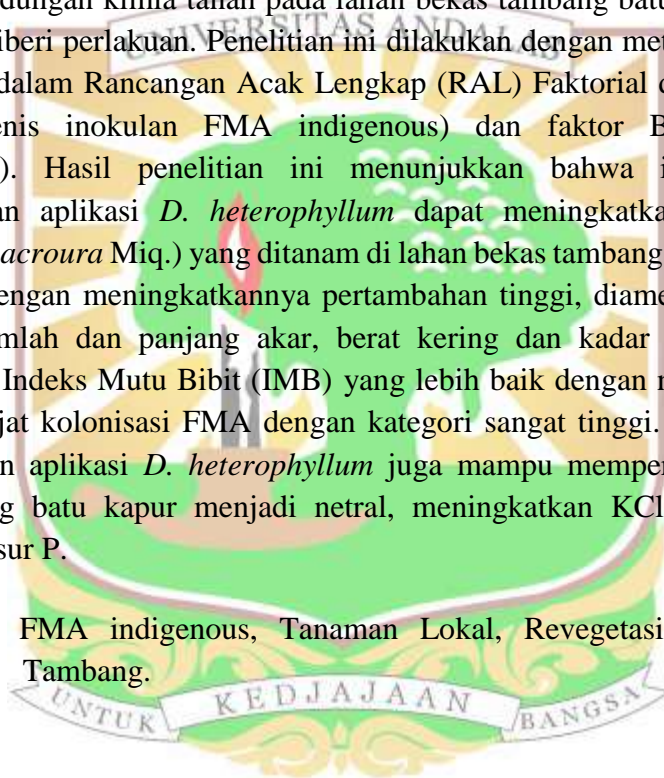 dungan kimia tanah pada lahan bekas tambang batu
UNIVERSITAS ANDALAS
iberi perlakuan. Penelitian ini dilakukan dengan met
dalam Rancangan Acak Lengkap (RAL) Faktorial d
enis inokulan FMA indigenous) dan faktor B
). Hasil penelitian ini menunjukkan bahwa i
an aplikasi D. heterophyllum dapat meningkatka
acroura Miq.) yang ditanam di lahan bekas tambang
engan meningkatkannya pertambahan tinggi, diame
mlah dan panjang akar, berat kering dan kadar
Indeks Mutu Bibit (IMB) yang lebih baik dengan n
jat kolonisasi FMA dengan kategori sangat tinggi.
n aplikasi D. heterophyllum juga mampu memper
g batu kapur menjadi netral, meningkatkan KCl
sur P.
FMA indigenous, Tanaman Lokal, Revegetasi
Tambang.
UNTUK KEDJAJAAN BANGSA